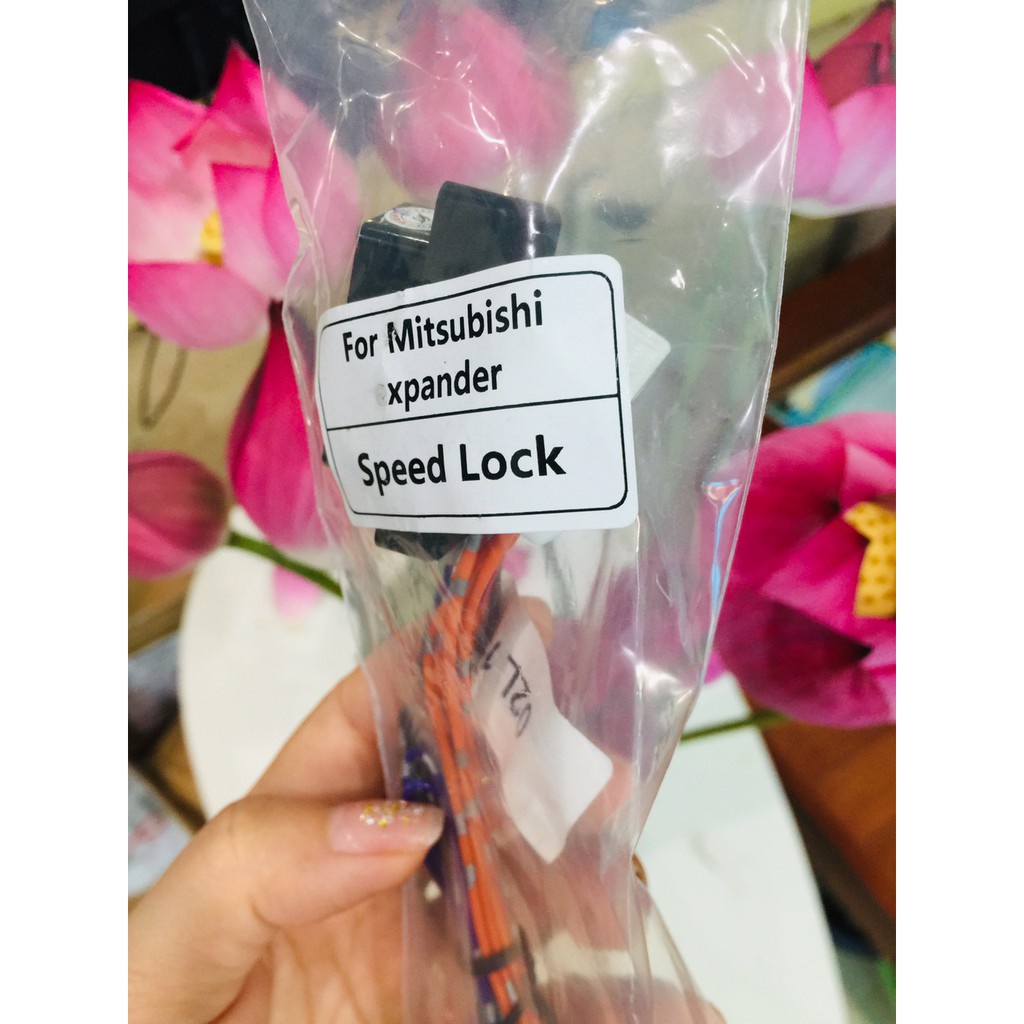 For Mitsubishi
xpander
Speed Lock